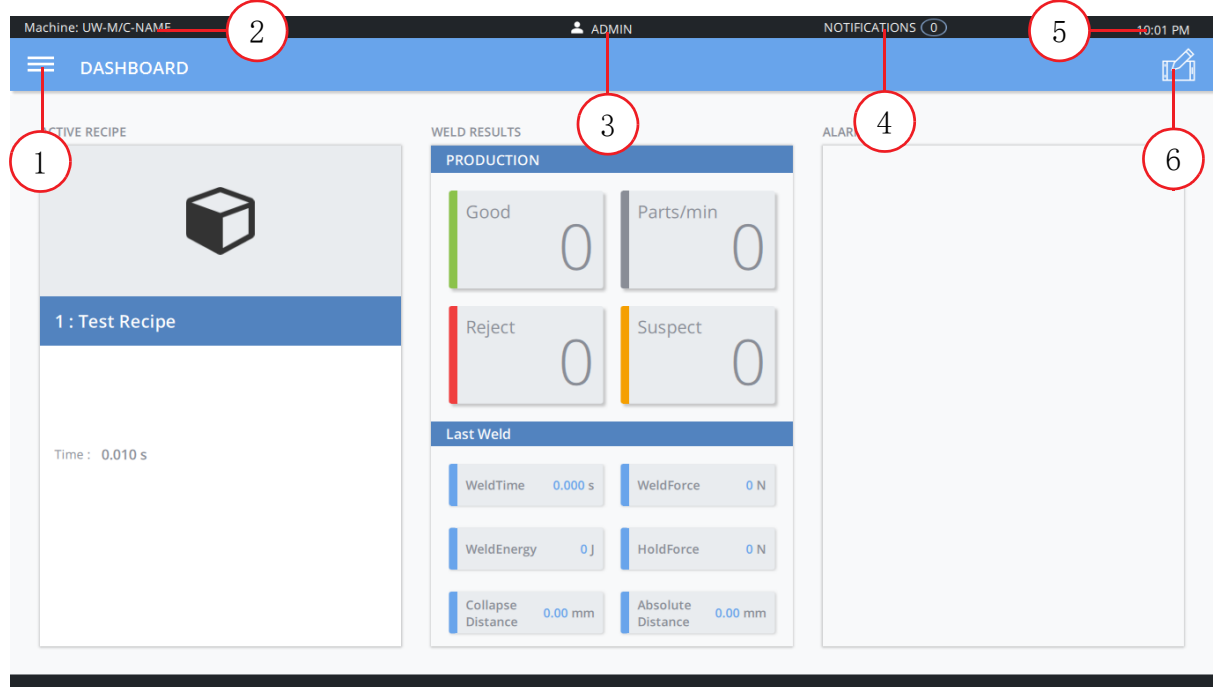 Machine: UW-M/C-NAME
2
ADMIN
NOTIFICATIONS 0
5
10:01 PM
DASHBOARD
1
3
4
6
ACTIVE RECIPE
1 : Test Recipe
Time : 0.010 s
WELD RESULTS
PRODUCTION
Good
0
Parts/min
0
Reject
0
Suspect
0
Last Weld
WeldTime 0.000 s
WeldForce 0 N
WeldEnergy 0 J
HoldForce 0 N
Collapse
Distance 0.00 mm
Absolute
Distance 0.00 mm